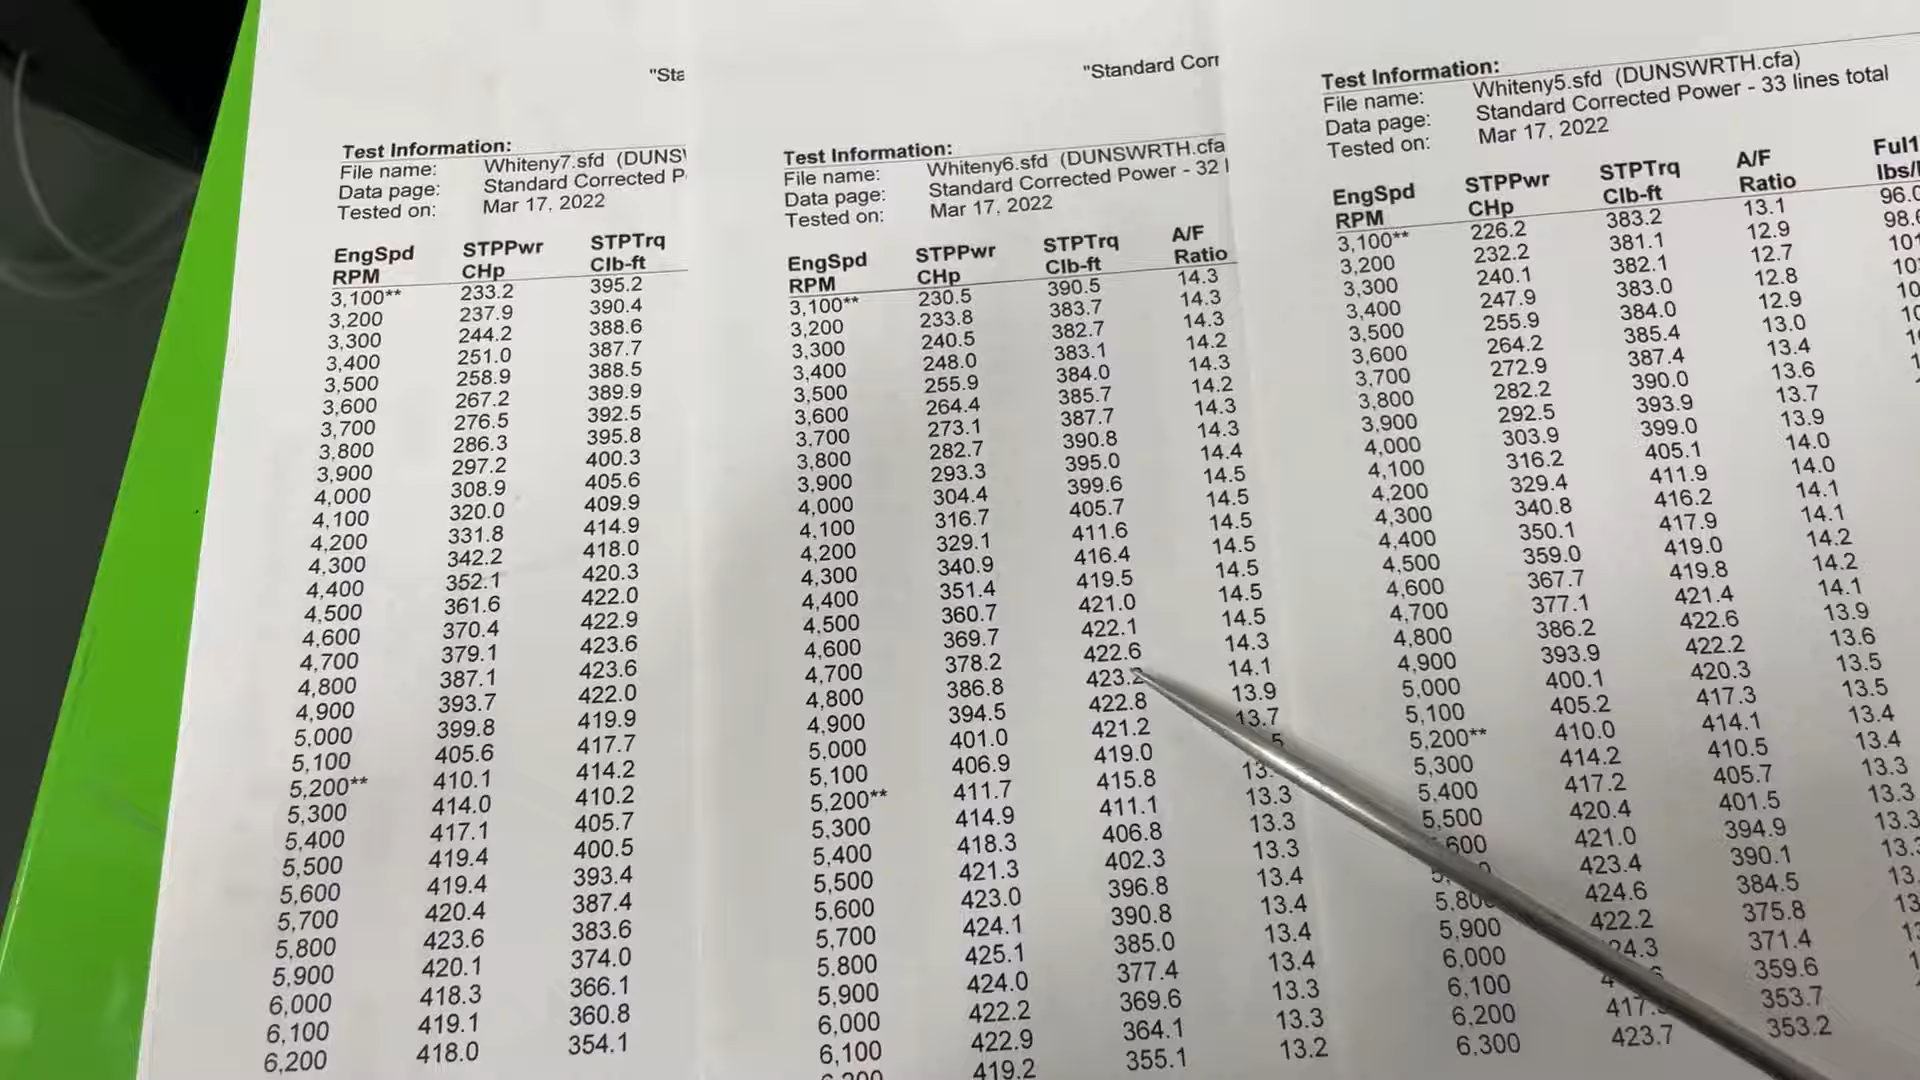 Test Information:
File name: Whiteny7.sfd
Data page: Standard Corrected
Tested on: Mar 17, 2022
EngSpd STPPwr STPTrq
RPM CHp Clb-ft
3,100** 233.2 395.2
3,200 237.9 390.4
3,300 244.2 388.6
3,400 251.0 387.7
3,500 258.9 388.5
3,600 267.2 389.9
3,700 276.5 392.5
3,800 286.3 395.8
3,900 297.2 400.3
4,000 308.9 405.6
4,100 320.0 409.9
4,200 331.8 414.9
4,300 342.2 418.0
4,400 352.1 420.3
4,500 361.6 422.0
4,600 370.4 422.9
4,700 379.1 423.6
4,800 387.1 423.6
4,900 393.7 422.0
5,000 399.8 419.9
5,100 405.6 417.7
5,200** 410.1 414.2
5,300 414.0 410.2
5,400 417.1 405.7
5,500 419.4 400.5
5,600 419.4 393.4
5,700 420.4 387.4
5,800 423.6 383.6
5,900 420.1 374.0
6,000 418.3 366.1
6,100 419.1 360.8
6,200 418.0 354.1
"Standard Corr
Test Information:
File name: Whiteny6.sfd (DUNSWRTH.cfa
Data page: Standard Corrected Power - 32
Tested on: Mar 17, 2022
EngSpd STPPwr STPTrq A/F
RPM CHp Clb-ft Ratio
3,100** 230.5 390.5 14.3
3,200 233.8 383.7 14.3
3,300 240.5 382.7 14.3
3,400 248.0 383.1 14.2
3,500 255.9 384.0 14.3
3,600 264.4 385.7 14.2
3,700 273.1 387.7 14.3
3,800 282.7 390.8 14.3
3,900 293.3 395.0 14.4
4,000 304.4 399.6 14.5
4,100 316.7 405.7 14.5
4,200 329.1 411.6 14.5
4,300 340.9 416.4 14.5
4,400 351.4 419.5 14.5
4,500 360.7 421.0 14.5
4,600 369.7 422.1 14.5
4,700 378.2 422.6 14.3
4,800 386.8 423.2 14.1
4,900 394.5 422.8 13.9
5,000 401.0 421.2 13.7
5,100 406.9 419.0
5,200** 411.7 415.8
5,300 414.9 411.1 13.3
5,400 418.3 406.8 13.3
5,500 421.3 402.3 13.3
5,600 423.0 396.8 13.4
5,700 424.1 390.8 13.4
5.800 425.1 385.0 13.4
5,900 424.0 377.4 13.4
6,000 422.2 369.6 13.3
6,100 422.9 364.1 13.3
419.2 355.1 13.2
Test Information:
File name: Whiteny5.sfd (DUNSWRTH.cfa)
Data page: Standard Corrected Power - 33 lines total
Tested on: Mar 17, 2022
EngSpd STPPwr STPTrq A/F Ful1
RPM CHp Clb-ft Ratio
3,100** 226.2 383.2 13.1
3,200 232.2 381.1 12.9
3,300 240.1 382.1 12.7
3,400 247.9 383.0 12.8
3,500 255.9 384.0 12.9
3,600 264.2 385.4 13.0
3,700 272.9 387.4 13.4
3,800 282.2 390.0 13.6
3,900 292.5 393.9 13.7
4,000 303.9 399.0 13.9
4,100 316.2 405.1 14.0
4,200 329.4 411.9 14.0
4,300 340.8 416.2 14.1
4,400 350.1 417.9 14.1
4,500 359.0 419.0 14.2
4,600 367.7 419.8 14.2
4,700 377.1 421.4 14.1
4,800 386.2 422.6 13.9
4,900 393.9 422.2 13.6
5,000 400.1 420.3 13.5
5,100 405.2 417.3 13.5
5,200** 410.0 414.1 13.4
5,300 414.2 410.5 13.4
5,400 417.2 405.7 13.3
5,500 420.4 401.5 13.3
421.0 394.9 13.3
423.4 390.1
424.6 384.5
5,900 422.2 375.8
6,000 371.4
6,100 359.6
6,200 353.7
6,300 423.7 353.2